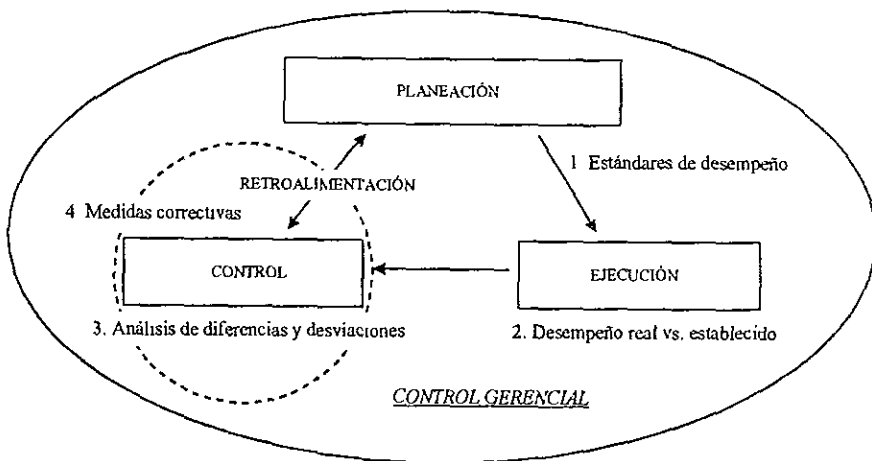 PLANEACIÓN
1 Estándares de desempeño
RETROALIMENTACIÓN
4 Medidas correctivas
CONTROL
EJECUCIÓN
3. Análisis de diferencias y desviaciones
2. Desempeño real vs. establecido
CONTROL GERENCIAL